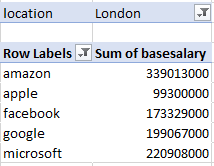 location London
Row Labels Sum of basesalary
amazon 339013000
apple 99300000
facebook 173329000
google 199067000
microsoft 220908000